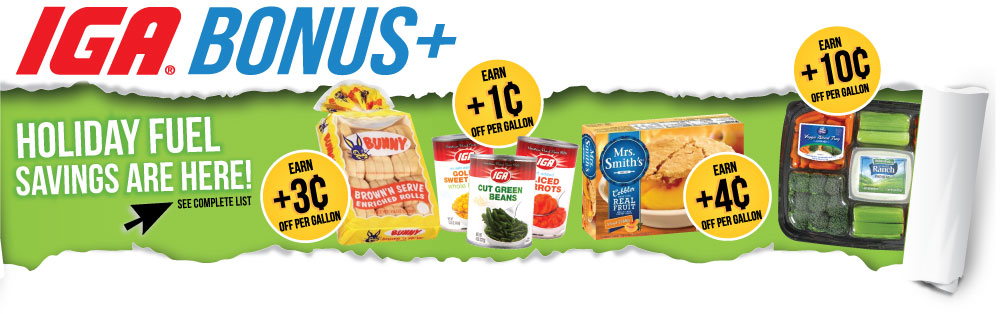 IGA® BONUS+
HOLIDAY FUEL
SAVINGS ARE HERE!
SEE COMPLETE LIST
EARN
+3¢
OFF PER GALLON
BUNNY
BROWN'N SERVE
ENRICHED ROLLS
BUNNY
EARN
+1¢
OFF PER GALLON
IGA
SWEET
IGA
CUT GREEN
BEANS
IGA
Mrs.
Smith's
Cobbler
REAL
FRUIT
EARN
+4¢
OFF PER GALLON
EARN
+10¢
OFF PER GALLON
Ranch